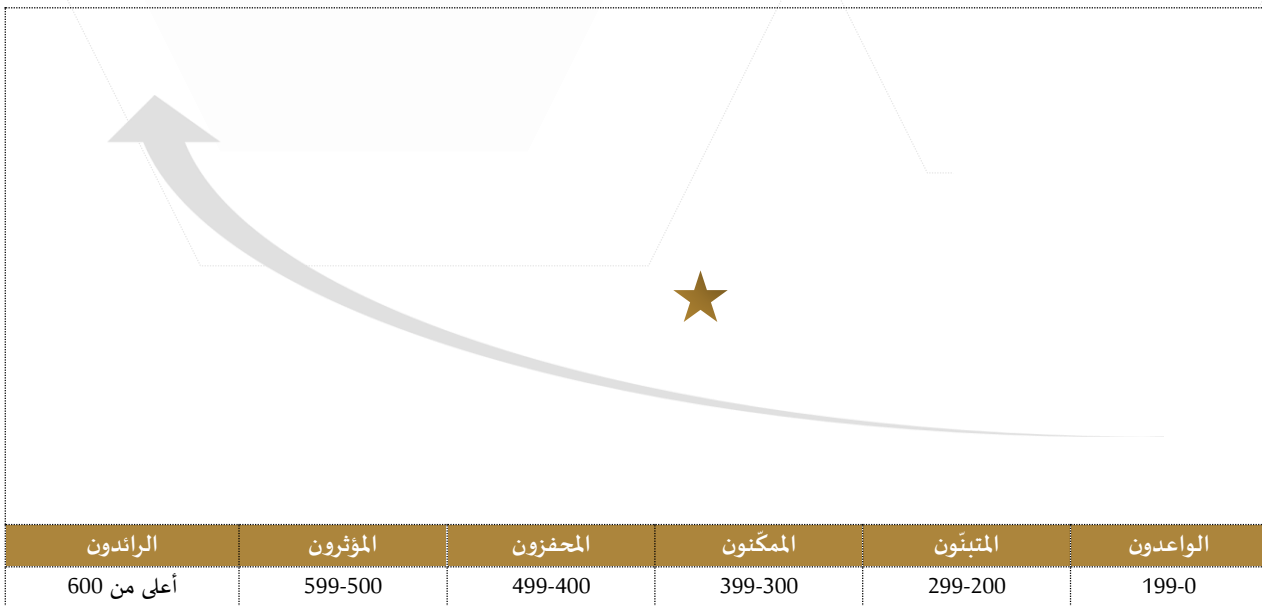 الواعدون المتبنّون الممكّنون المحفزون المؤثرون الرائدون
199-0 299-200 399-300 499-400 599-500 أعلى من 600